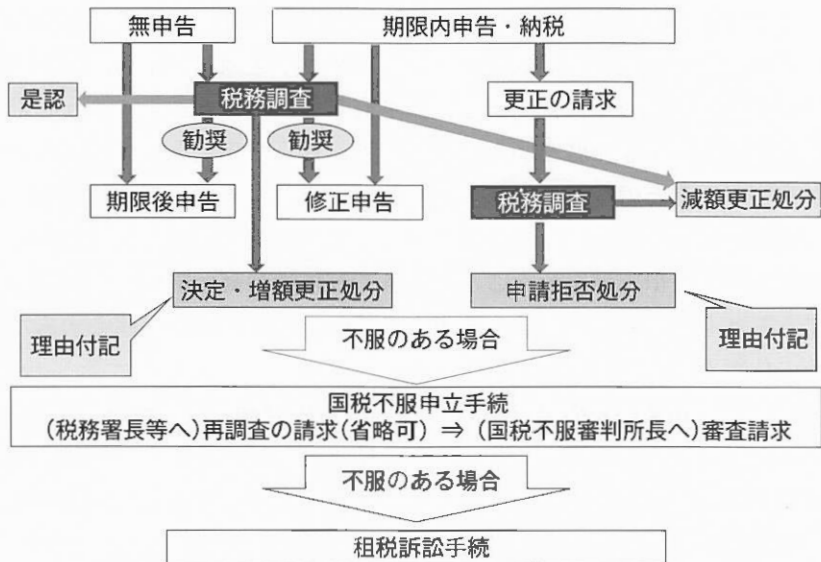 無申告
期限内申告・納税
是認
税務調査
更正の請求
勧奨
勧奨
期限後申告
修正申告
税務調査
減額更正処分
決定・増額更正処分
申請拒否処分
理由付記
不服のある場合
理由付記
国税不服申立手続
(税務署長等へ)再調査の請求(省略可) ⇒ (国税不服審判所長へ)審査請求
不服のある場合
租税訴訟手続